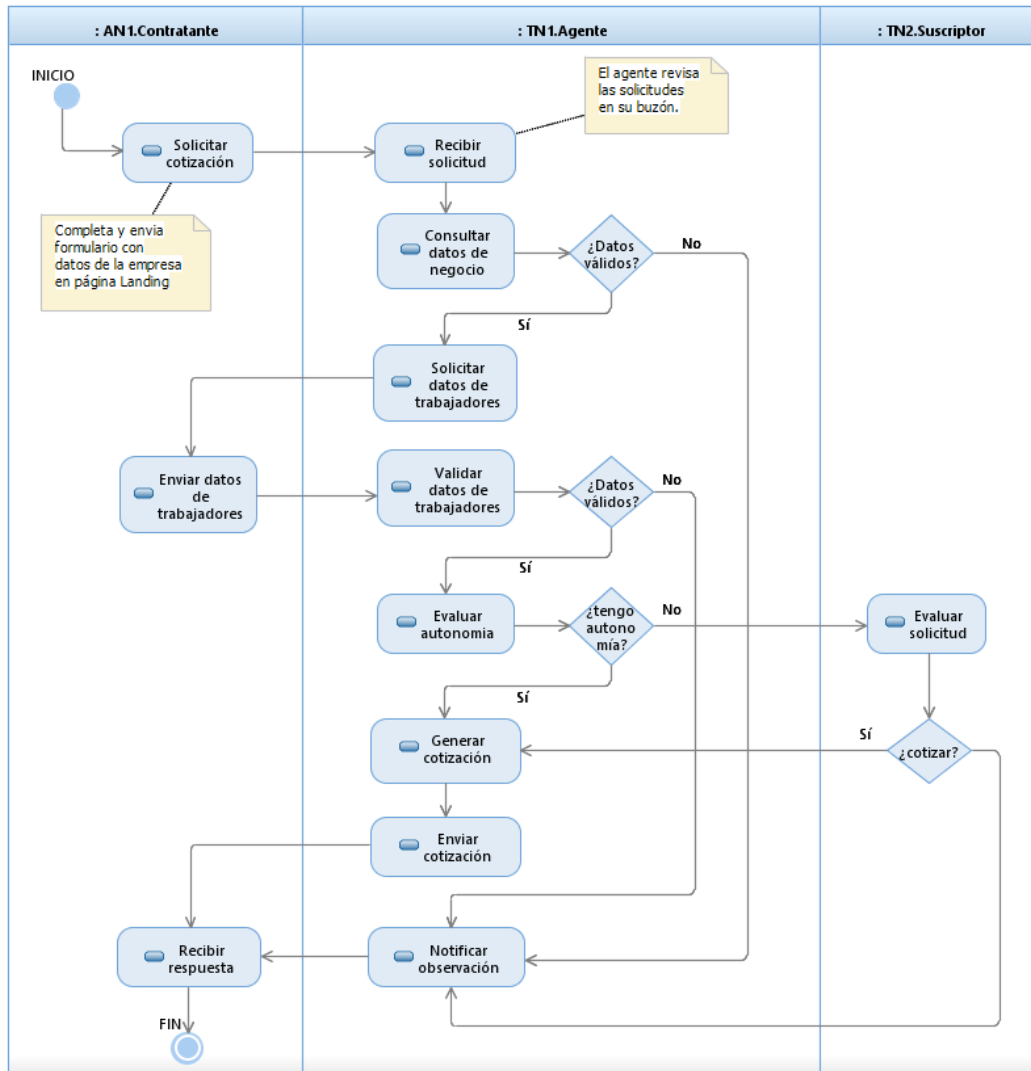 : AN1.Contratante
: TN1.Agente
: TN2.Suscriptor
INICIO
El agente revisa
las solicitudes
en su buzón.
Solicitar
cotización
Recibir
solicitud
Completa y envia
formulario con
datos de la empresa
en página Landing
Consultar
datos de
negocio
¿Datos
válidos?
No
Sí
Solicitar
datos de
trabajadores
Enviar datos
de
trabajadores
Validar
datos de
trabajadores
¿Datos
válidos?
No
Sí
Evaluar
autonomia
¿tengo
autono
mía?
No
Evaluar
solicitud
Sí
Generar
cotización
Sí
¿cotizar?
Enviar
cotización
Recibir
respuesta
Notificar
observación
FIN